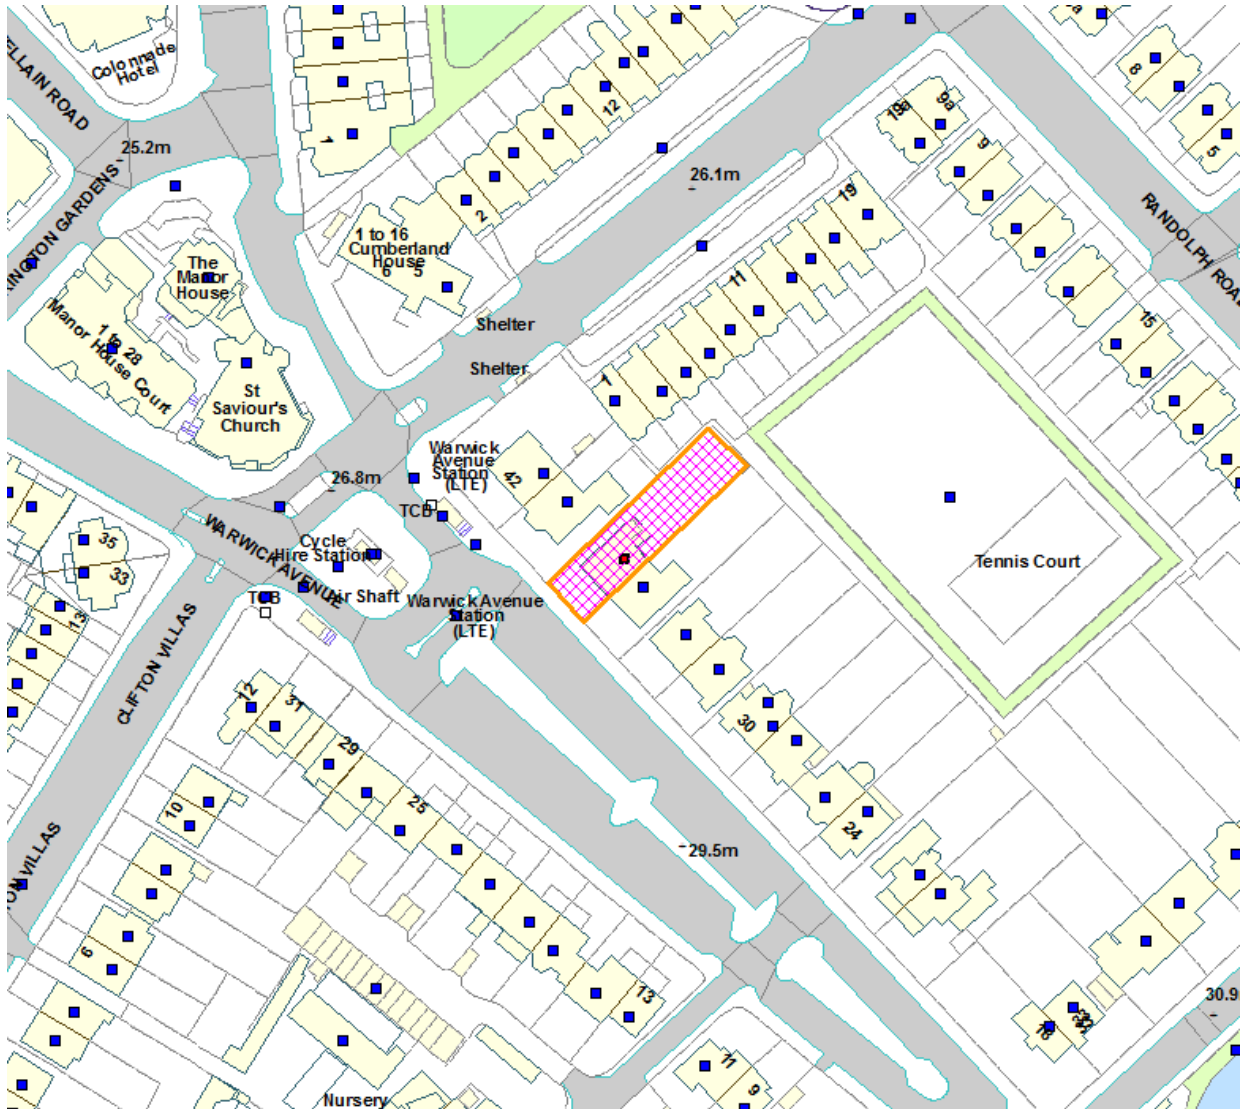 Colonnade
Hotel
ELLAIN ROAD
25.2m
INGTON GARDENS
1
12
2
8
5
19a
9a
9
26.1m
RANDOLPH ROAD
1 to 16
Cumberland
House
6 5
19
11
1
15
The
Manor
House
1 to 28
Manor House Court
St
Saviour's
Church
Shelter
Shelter
Warwick
Avenue
Station
(LTE)
TCB
42
26.8m
WARWICK AVENUE
Cycle
Hire Station
Air Shaft
TCB
Warwick Avenue
Station
(LTE)
Tennis Court
35
33
13
CLIFTON VILLAS
12
31
29
25
30
24
10
29.5m
ON VILLAS
6
13
18
30.9
11
9
Nursery